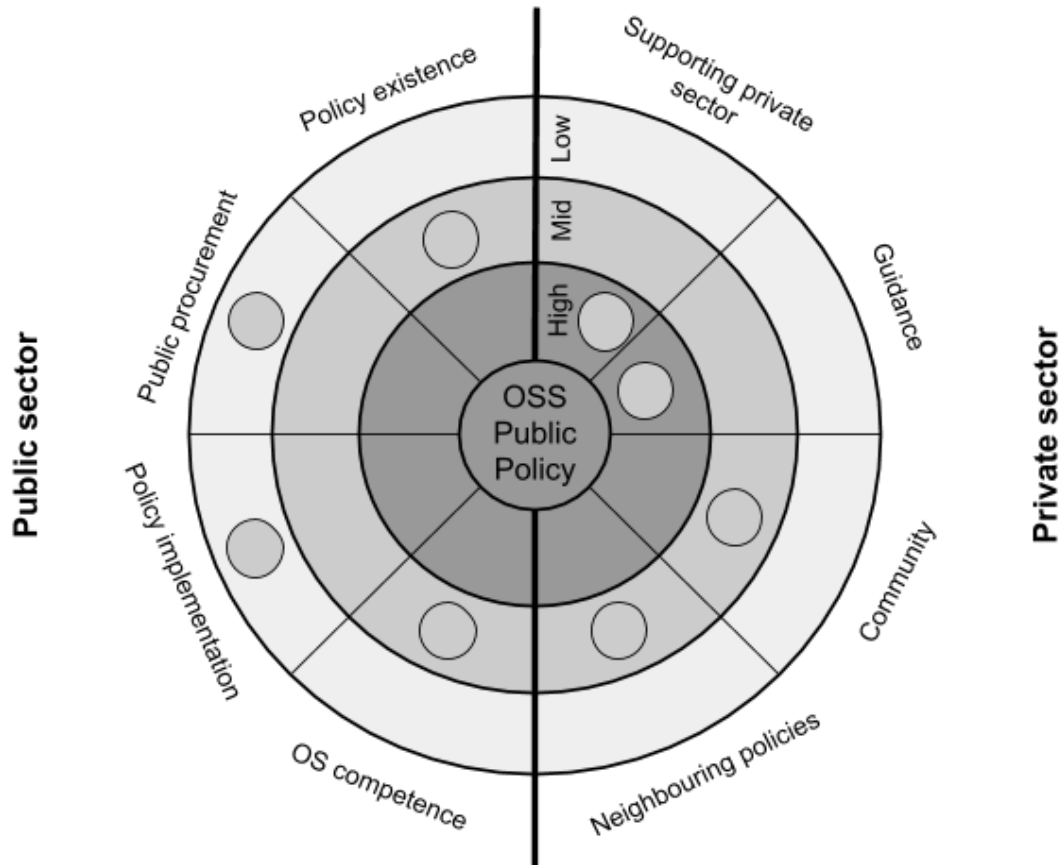 Policy existence
Supporting private
sector
Public procurement
Guidance
Low
Mid
High
OSS
Public
Policy
Public sector
Private sector
Policy implementation
Community
OS competence
Neighbouring policies